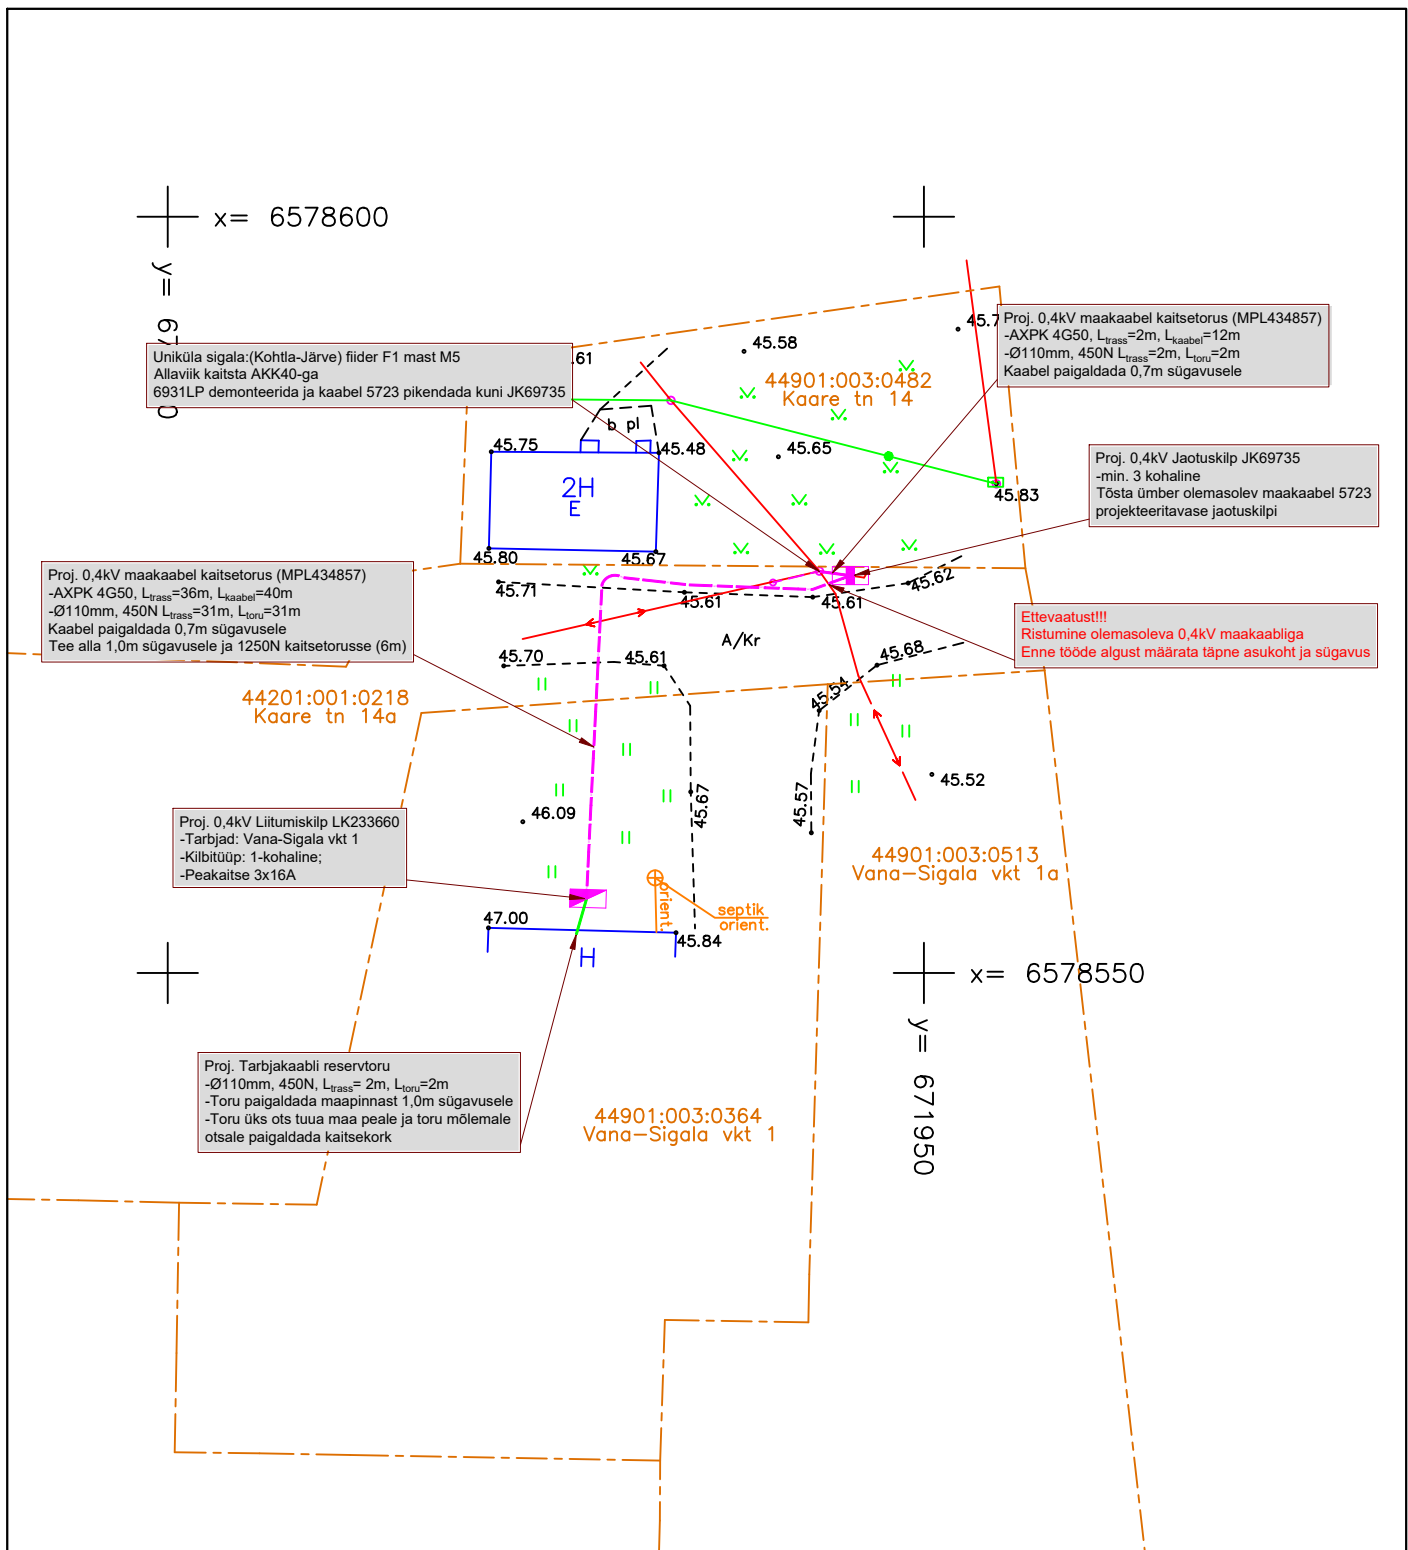 x= 6578600
y= 67
0
Uniküla sigala:(Kohtla-Järve) fiider F1 mast M5
Allaviik kaitsta AKK40-ga
6931LP demonteerida ja kaabel 5723 pikendada kuni JK69735
.61
45.58
45.7
Proj. 0,4kV maakaabel kaitsetorus (MPL434857)
-AXPK 4G50, Ltrass=2m, Lkaabel=12m
-Ø110mm, 450N Ltrass=2m, Ltoru=2m
Kaabel paigaldada 0,7m sügavusele
44901:003:0482
Kaare tn 14
b pl
45.75
45.48
45.65
2H
E
45.83
Proj. 0,4kV Jaotuskilp JK69735
-min. 3 kohaline
Tõsta ümber olemasolev maakaabel 5723
projekteeritavase jaotuskilpi
45.80
45.67
Proj. 0,4kV maakaabel kaitsetorus (MPL434857)
-AXPK 4G50, Ltrass=36m, Lkaabel=40m
-Ø110mm, 450N Ltrass=31m, Ltoru=31m
Kaabel paigaldada 0,7m sügavusele
Tee alla 1,0m sügavusele ja 1250N kaitsetorusse (6m)
45.71
45.61
45.61
45.62
Ettevaatust!!!
Ristumine olemasoleva 0,4kV maakaabliga
Enne tööde algust määrata täpne asukoht ja sügavus
A/Kr
45.70
45.61
45.68
45.54
44201:001:0218
Kaare tn 14a
45.52
45.67
45.57
46.09
Proj. 0,4kV Liitumiskilp LK233660
-Tarbjad: Vana-Sigala vkt 1
-Kilbitüüp: 1-kohaline;
-Peakaitse 3x16A
44901:003:0513
Vana-Sigala vkt 1a
orient.
septik
orient.
47.00
45.84
H
x= 6578550
y= 671950
Proj. Tarbjakaabli reservtoru
-Ø110mm, 450N, Ltrass= 2m, Ltoru=2m
-Toru paigaldada maapinnast 1,0m sügavusele
-Toru üks ots tuua maa peale ja toru mõlemale
otsale paigaldada kaitsekork
44901:003:0364
Vana-Sigala vkt 1